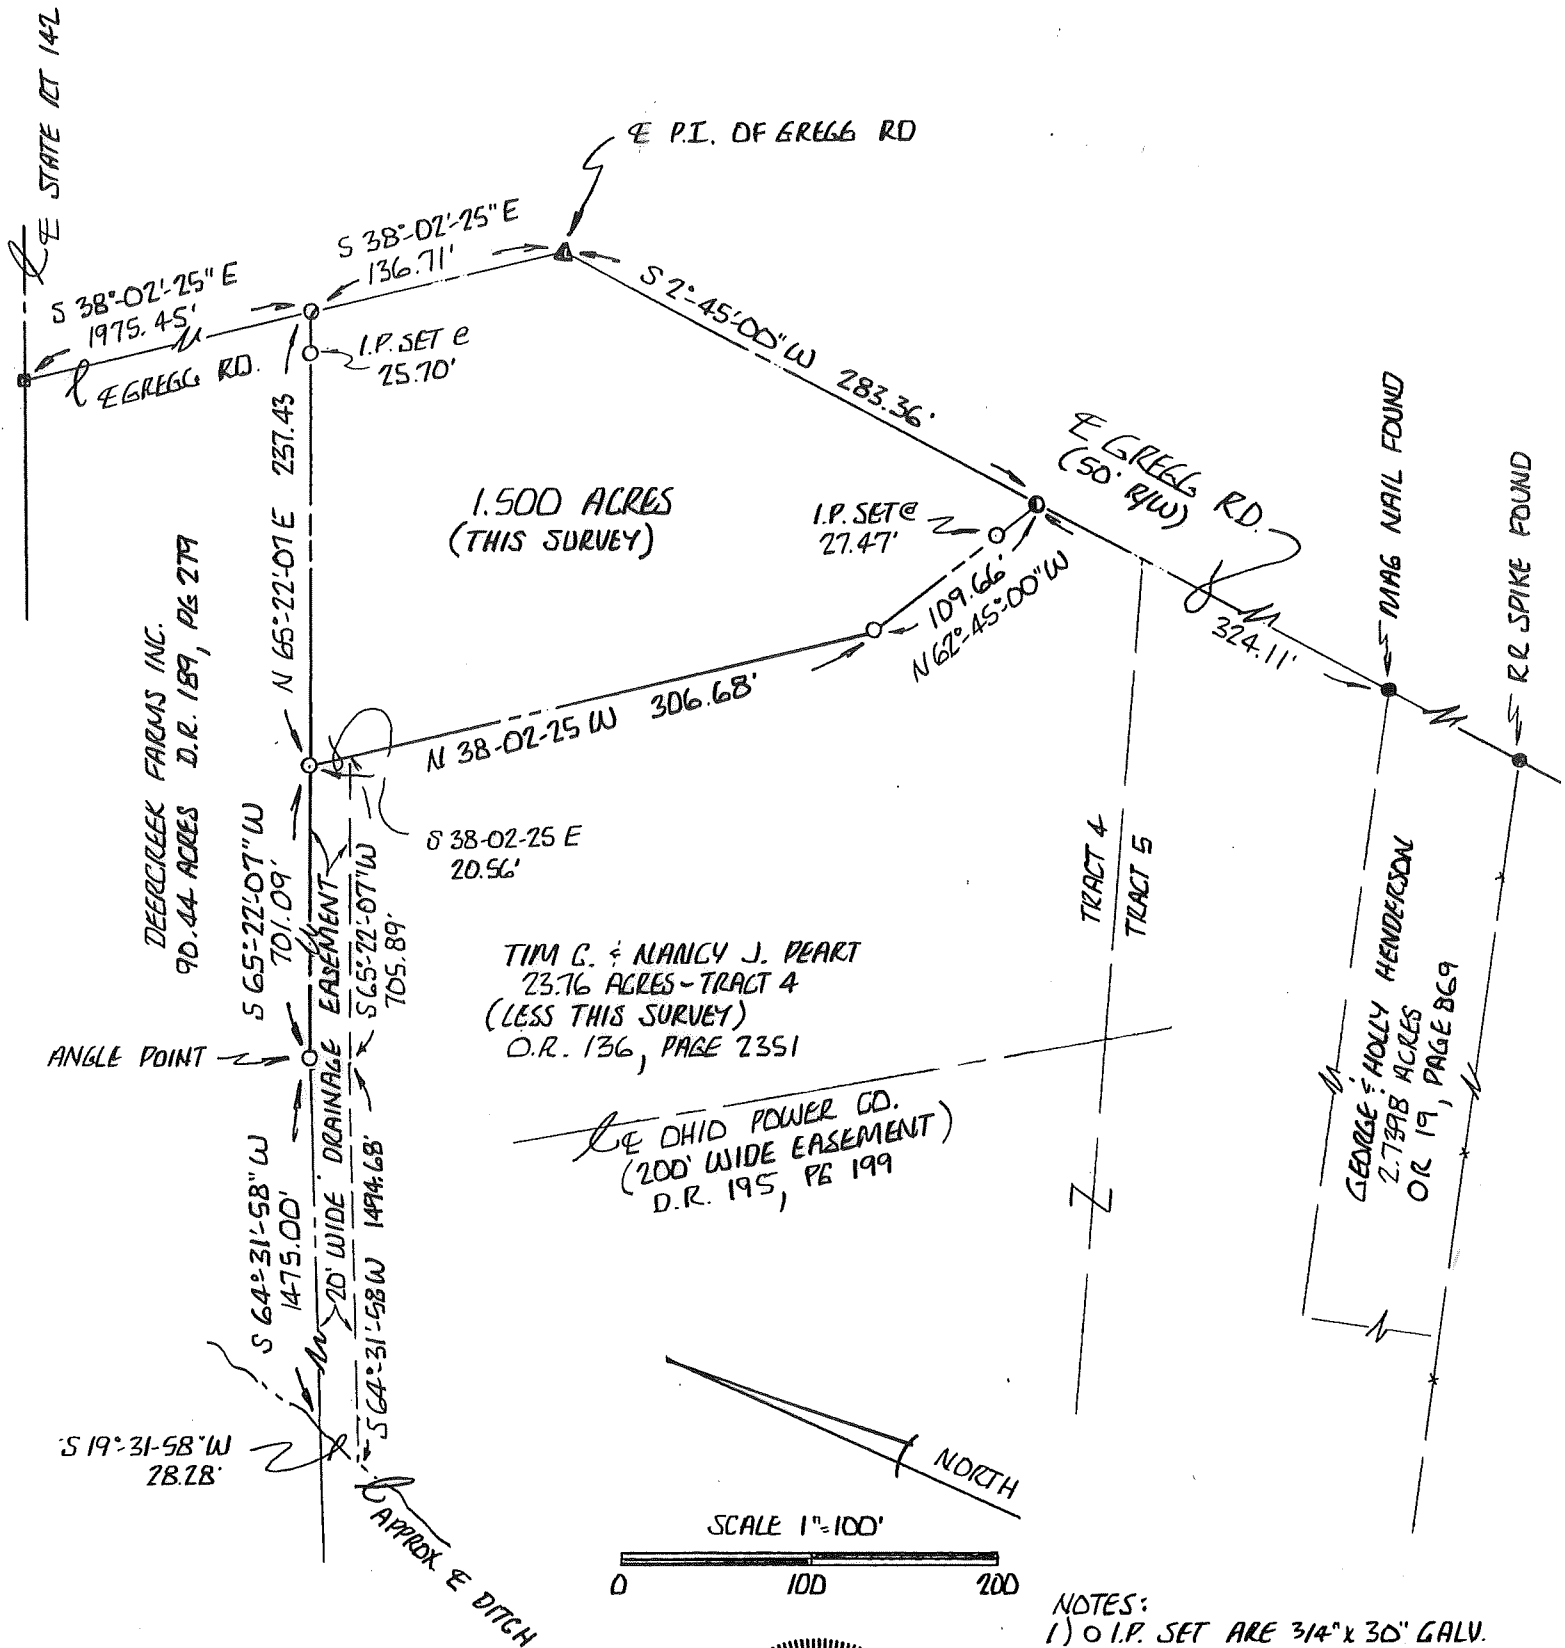 ℄ STATE RT 142
℄ P.I. OF GREGG RD
S 38°-02'-25" E
136.71'
S 38°-02'-25" E
1975.45'
℄ GREGG RD.
I.P. SET @
25.70'
S 2°-45'-00" W 283.36'
N 65°-22'-07 E 237.43
1.500 ACRES
(THIS SURVEY)
I.P. SET @
27.47'
℄ GREGG RD.
(50' R/W)
109.66'
N 62°-45'-00" W
324.11'
MAG NAIL FOUND
RR SPIKE FOUND
N 38-02-25 W 306.68'
S 38-02-25 E
20.56'
DEERCREEK FARMS INC.
90.44 ACRES D.R. 189, PG 279
S 65°-22'-07" W
701.09'
S 65°-22'-07" W
705.89'
20' WIDE DRAINAGE EASEMENT
TIM C. & NANCY J. PEART
23.76 ACRES - TRACT 4
(LESS THIS SURVEY)
O.R. 136, PAGE 2351
TRACT 4
TRACT 5
GEORGE & HOLLY HENDERSON
2.7398 ACRES
OR 19, PAGE 869
ANGLE POINT
℄ OHIO POWER CO.
(200' WIDE EASEMENT)
D.R. 195, PG 199
S 64°-31'-58" W
1475.00'
S 64°-31'-58 W 1494.68'
S 19°-31-58" W
28.28'
APPROX ℄ DITCH
NORTH
SCALE 1"=100'
0 100 200
NOTES:
1) O I.P. SET ARE 3/4" x 30" GALV.